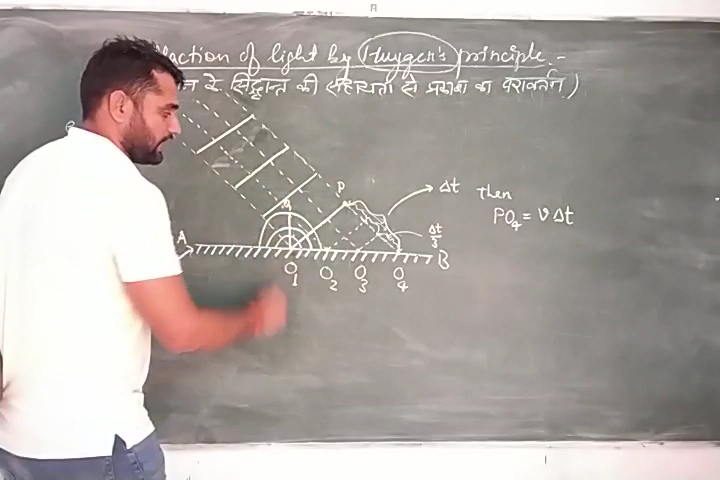 of light by Huygen's principle:-
सिद्धान्त की सहायता से प्रकाश का परावर्तन)
P
Δt
Then
PO₄ = υ Δt
Δt/3
A
B
O₁ O₂ O₃ O₄